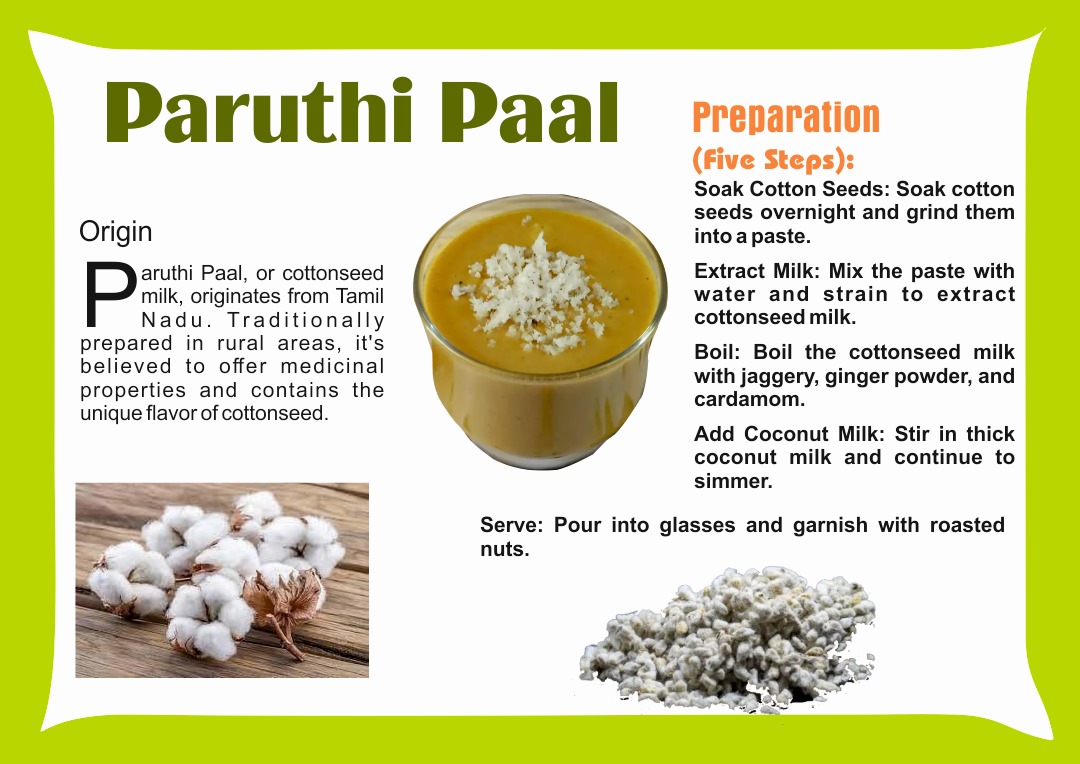 Paruthi Paal
Origin
Paruthi Paal, or cottonseed
milk, originates from Tamil
Nadu. Traditionally
prepared in rural areas, it's
believed to offer medicinal
properties and contains the
unique flavor of cottonseed.
Preparation
(Five Steps):
Soak Cotton Seeds: Soak cotton
seeds overnight and grind them
into a paste.
Extract Milk: Mix the paste with
water and strain to extract
cottonseed milk.
Boil: Boil the cottonseed milk
with jaggery, ginger powder, and
cardamom.
Add Coconut Milk: Stir in thick
coconut milk and continue to
simmer.
Serve: Pour into glasses and garnish with roasted
nuts.